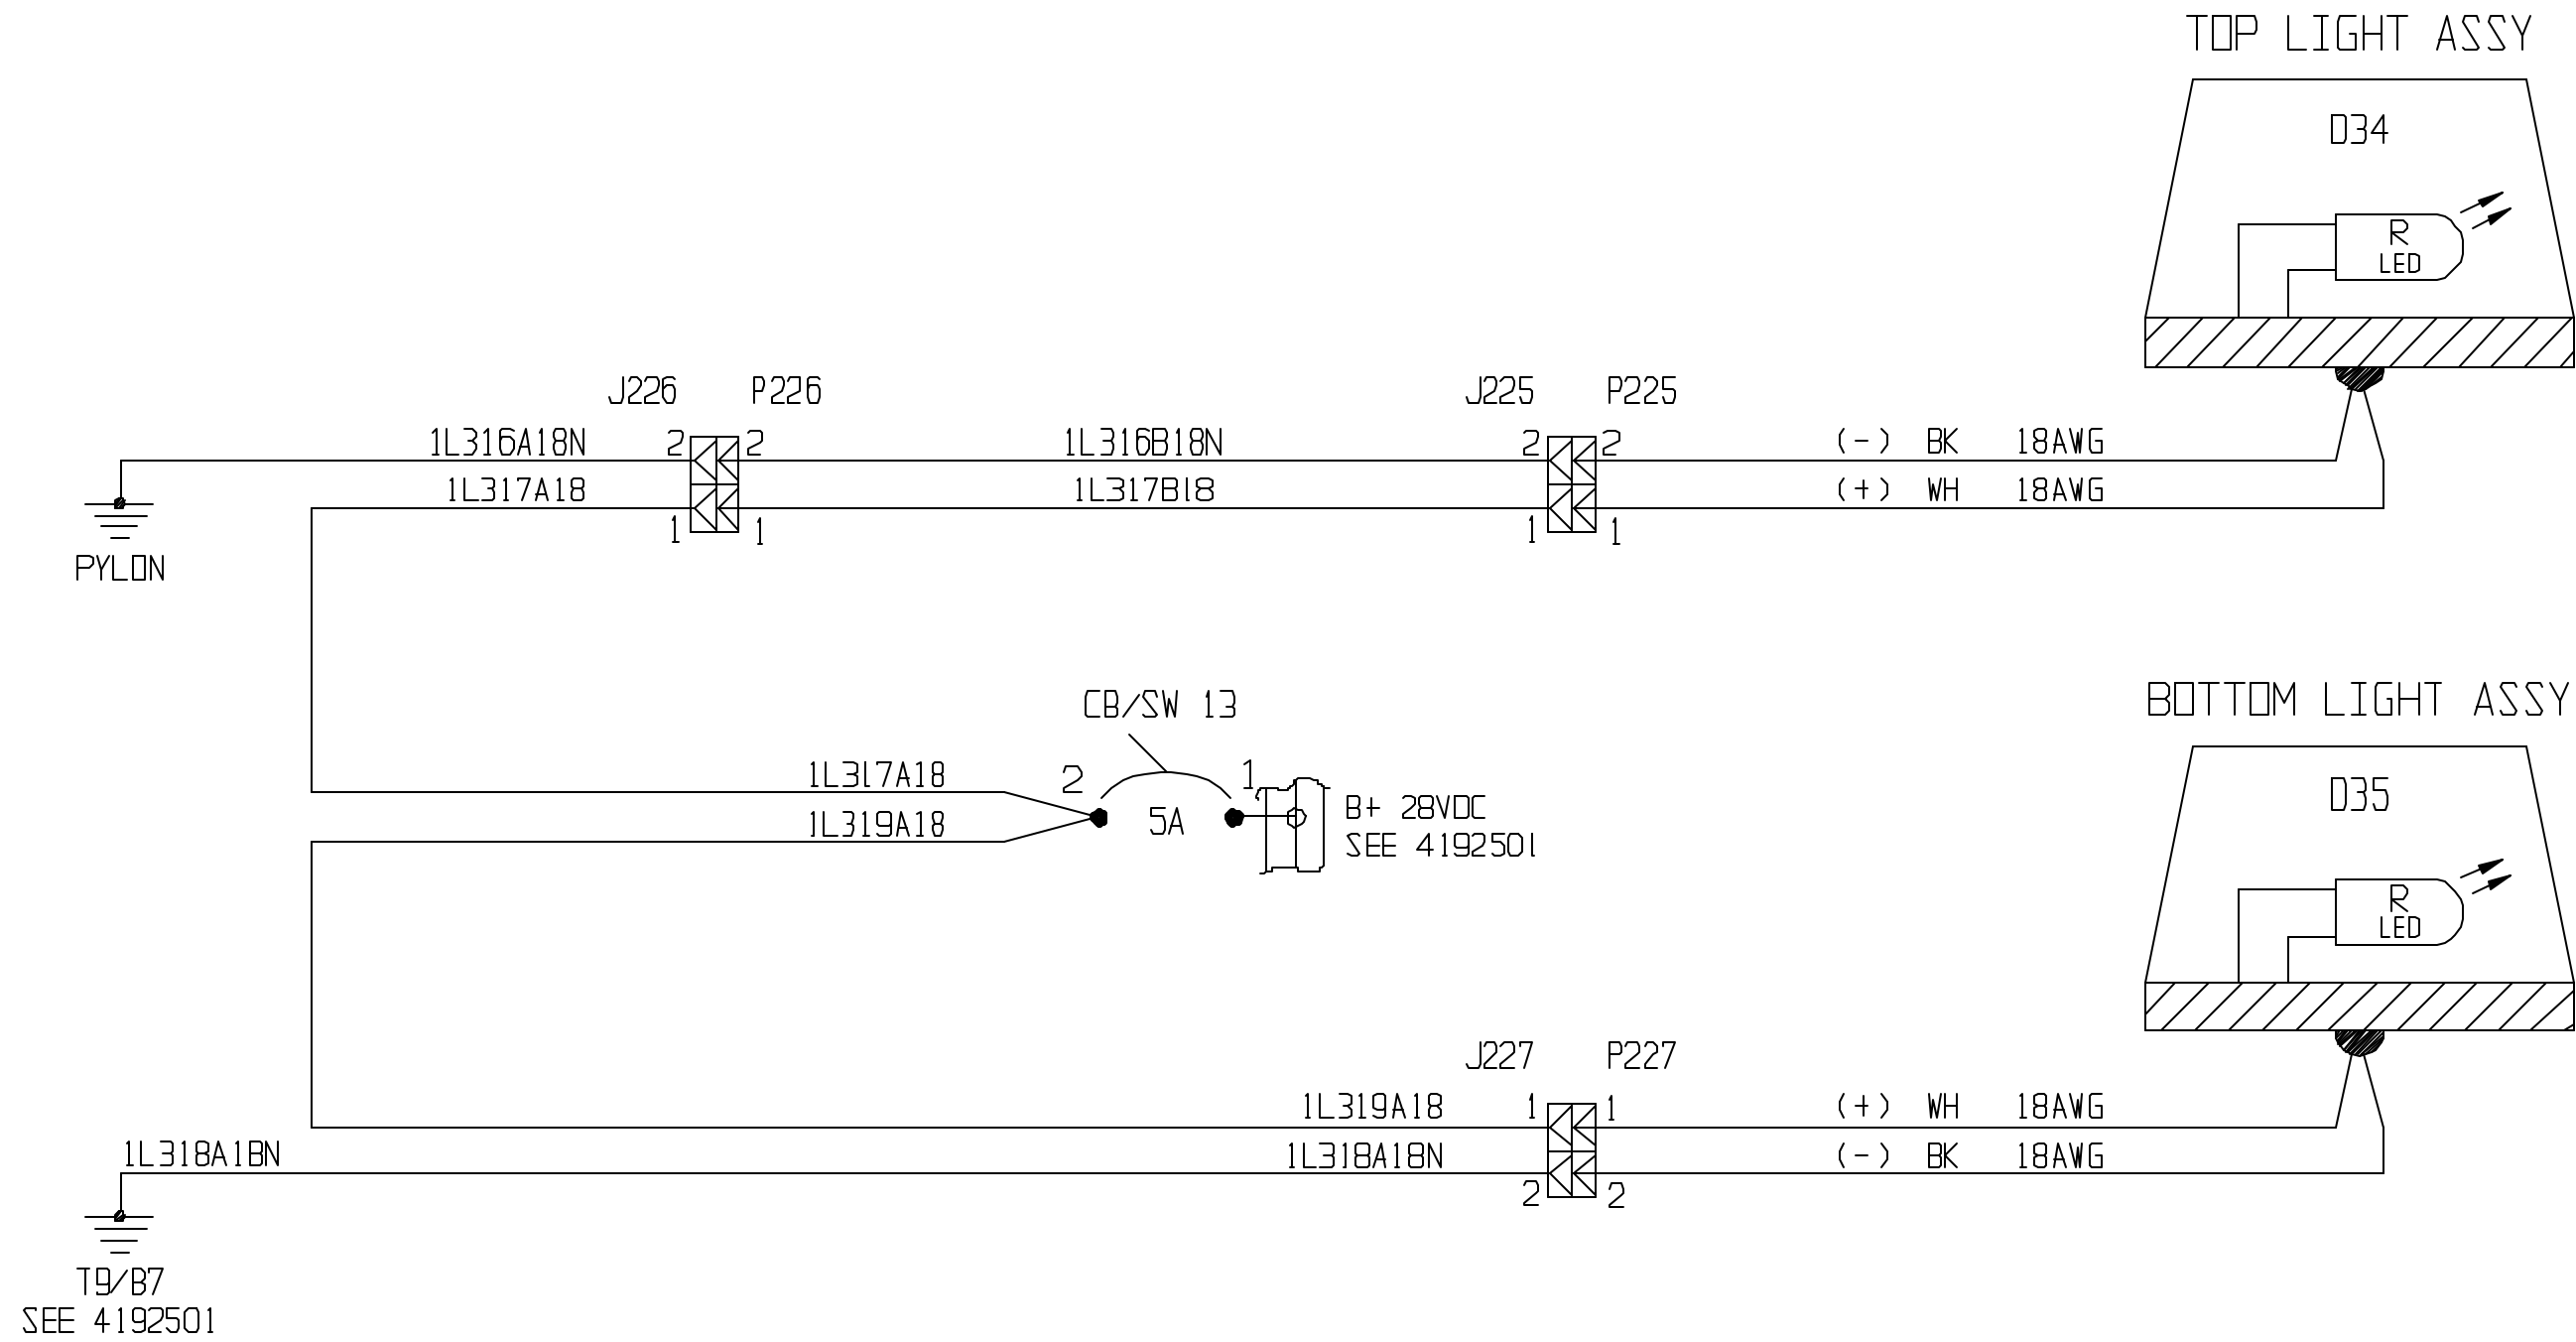 TOP LIGHT ASSY
D34
R
LED
J226 P226
J225 P225
1L316A18N 2 2 1L316B18N 2 2 (-) BK 18AWG
1L317A18 1L317B18 (+) WH 18AWG
1 1 1 1
PYLON
CB/SW 13
BOTTOM LIGHT ASSY
D35
R
LED
1L317A18 2 1
1L319A18 5A
B+ 28VDC
SEE 4192501
J227 P227
1L319A18 1 1 (+) WH 18AWG
1L318A1BN 1L318A18N (-) BK 18AWG
2 2
T9/B7
SEE 4192501